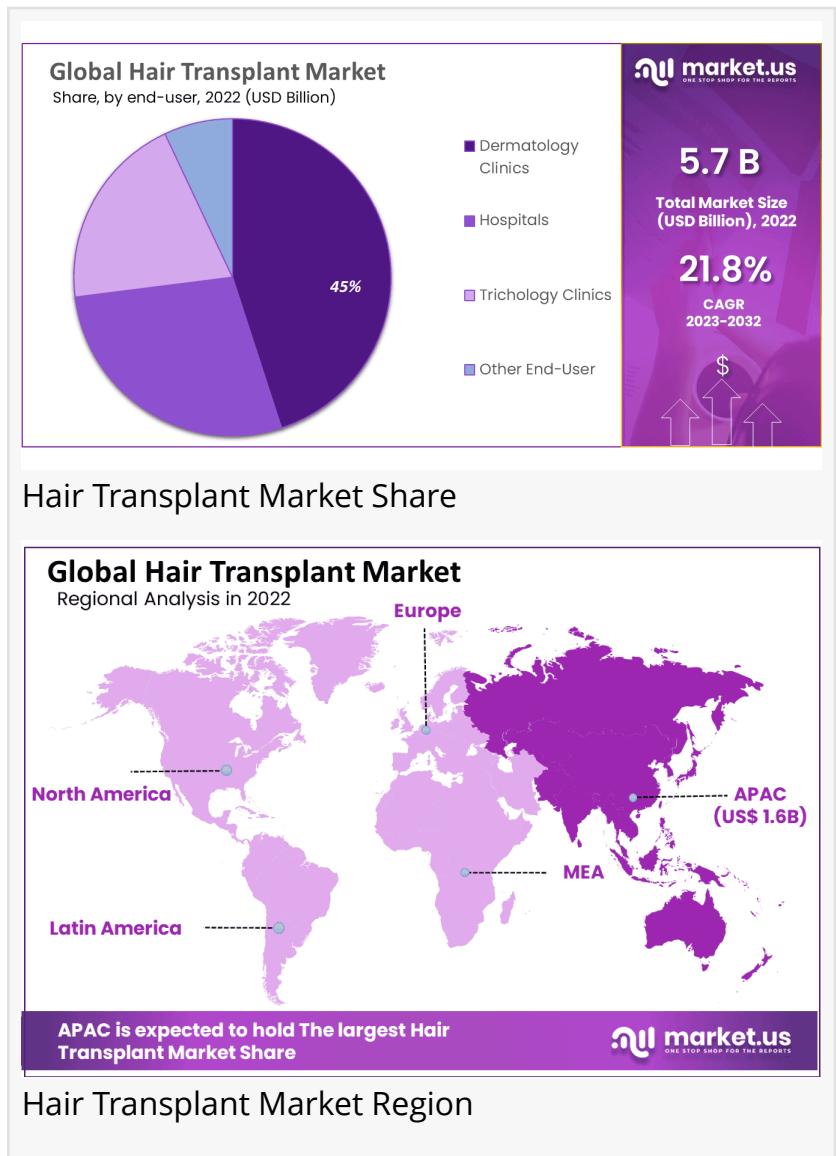 Global Hair Transplant Market
Share, by end-user, 2022 (USD Billion)
45%
Dermatology
Clinics
Hospitals
Trichology Clinics
Other End-User
market.us
ONE STOP SHOP FOR THE REPORTS
5.7 B
Total Market Size
(USD Billion), 2022
21.8%
CAGR
2023-2032
$
Hair Transplant Market Share
Global Hair Transplant Market
Regional Analysis in 2022
Europe
North America
APAC
(US$ 1.6B)
MEA
Latin America
APAC is expected to hold The largest Hair
Transplant Market Share
market.us
ONE STOP SHOP FOR THE REPORTS
Hair Transplant Market Region